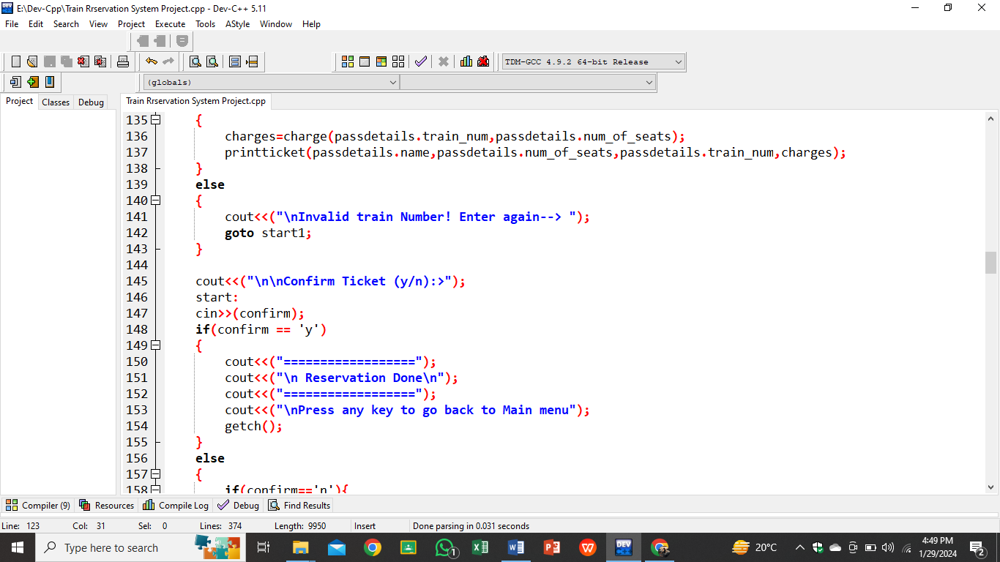 E:\Dev-Cpp\Train Rrservation System Project.cpp - Dev-C++ 5.11
File Edit Search View Project Execute Tools AStyle Window Help
TDM-GCC 4.9.2 64-bit Release
(globals)
Project Classes Debug
Train Rrservation System Project.cpp
135 {
136 charges=charge(passdetails.train_num,passdetails.num_of_seats);
137 printticket(passdetails.name,passdetails.num_of_seats,passdetails.train_num,charges);
138 }
139 else
140 {
141 cout<<("\nInvalid train Number! Enter again--> ");
142 goto start1;
143 }
144
145 cout<<("\n\nConfirm Ticket (y/n):>");
146 start:
147 cin>>(confirm);
148 if(confirm == 'y')
149 {
150 cout<<("==================");
151 cout<<("\n Reservation Done\n");
152 cout<<("==================");
153 cout<<("\nPress any key to go back to Main menu");
154 getch();
155 }
156 else
157 {
158 if(confirm=='n'){
Compiler (9) Resources Compile Log Debug Find Results
Line: 123 Col: 31 Sel: 0 Lines: 374 Length: 9950 Insert Done parsing in 0.031 seconds
Type here to search
DEV
1
20°C
4:49 PM
1/29/2024
2